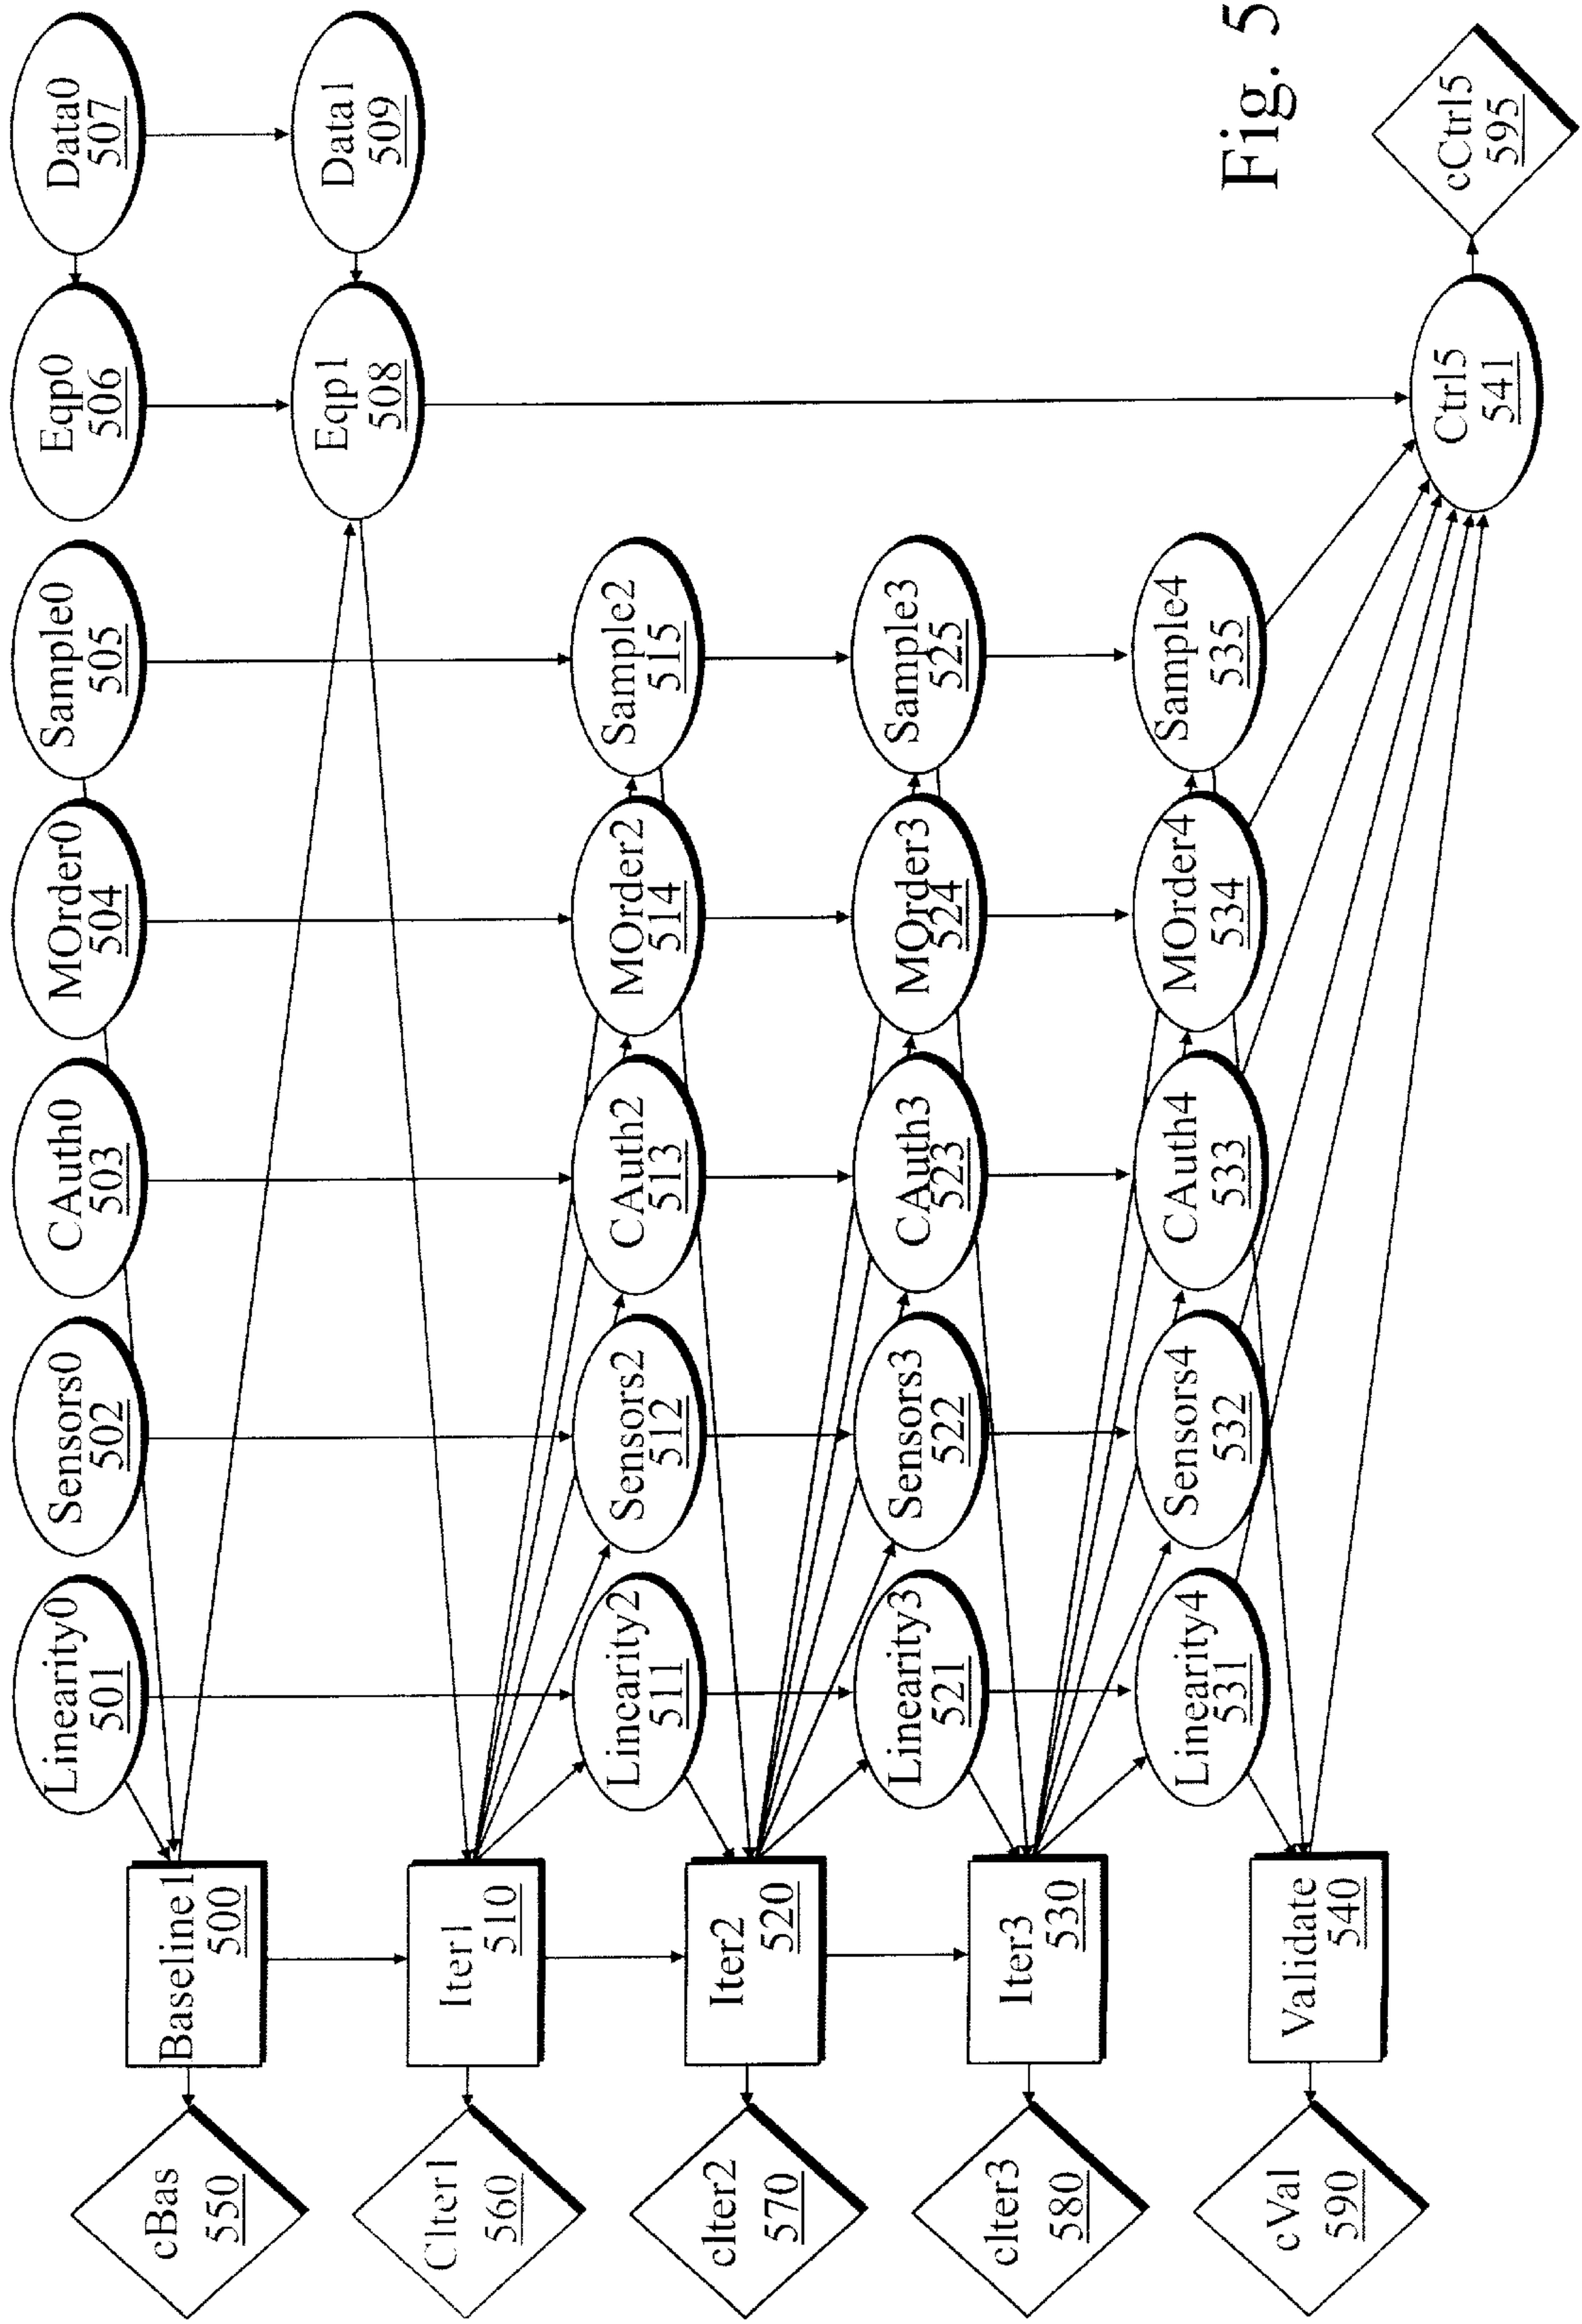 cBas
550
Baseline1
500
Linearity0
501
Sensors0
502
CAuth0
503
MOrder0
504
Sample0
505
Eqp0
506
Data0
507
CIter1
560
Iter1
510
Eqp1
508
Data1
509
cIter2
570
Iter2
520
Linearity2
511
Sensors2
512
CAuth2
513
MOrder2
514
Sample2
515
cIter3
580
Iter3
530
Linearity3
521
Sensors3
522
CAuth3
523
MOrder3
524
Sample3
525
cVal
590
Validate
540
Linearity4
531
Sensors4
532
CAuth4
533
MOrder4
534
Sample4
535
Ctrl5
541
cCtrl5
595
Fig. 5